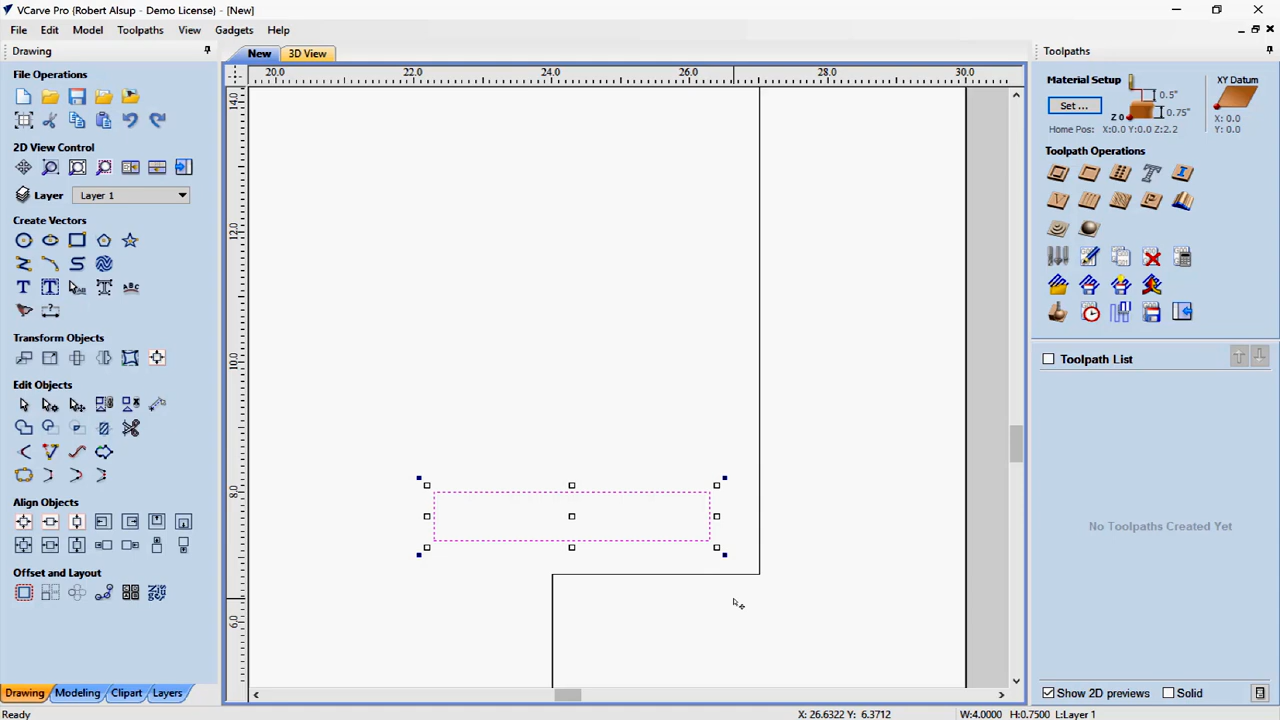 VCarve Pro {Robert Alsup - Demo License} - [New]
File Edit Model Toolpaths View Gadgets Help
Drawing
File Operations
2D View Control
Layer Layer 1
Create Vectors
Transform Objects
Edit Objects
Align Objects
Offset and Layout
Drawing Modeling Clipart Layers
New 3D View
20.0 22.0 24.0 26.0 28.0 30.0
14.0
12.0
10.0
8.0
6.0
Toolpaths
Material Setup
Set ...
0.5"
0.75"
Z 0
XY Datum
X: 0.0
Y: 0.0
Home Pos: X:0.0 Y:0.0 Z:2.2
Toolpath Operations
Toolpath List
No Toolpaths Created Yet
Show 2D previews Solid
Ready X: 26.6322 Y: 6.3712 W:4.0000 H:0.7500 L:Layer 1